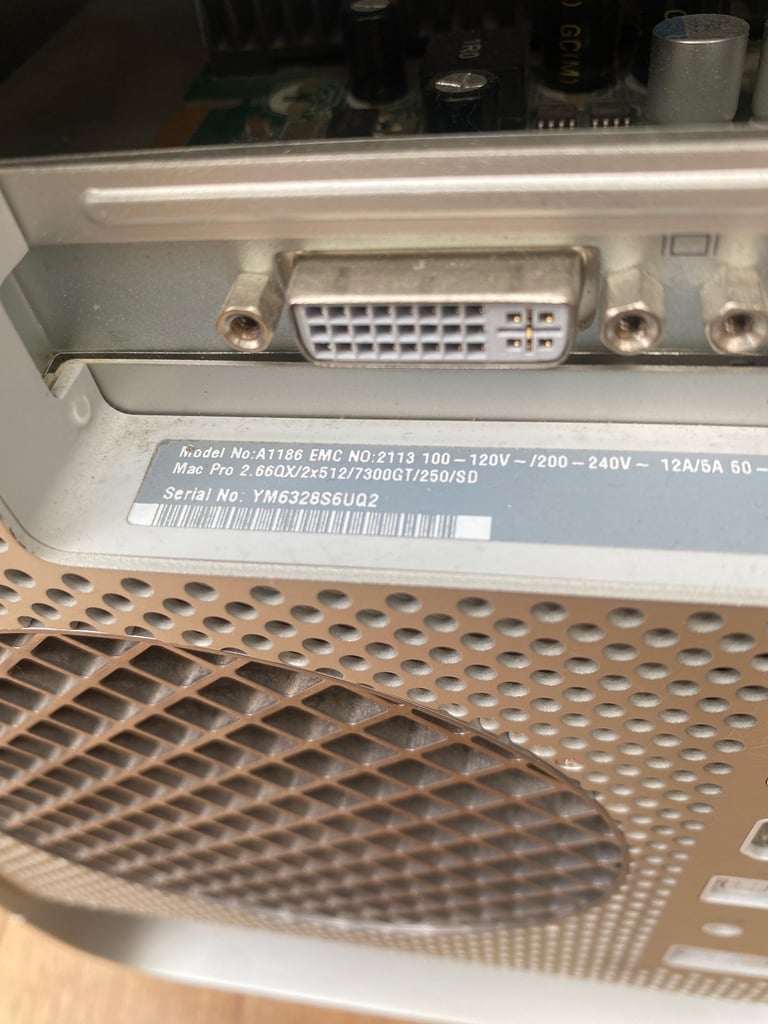 GC(M)
Model No:A1186 EMC NO:2113 100–120V ~ /200–240V ~ 12A/5A 50–
Mac Pro 2.66QX/2x512/7300GT/250/SD
Serial No: YM6328S6UQ2